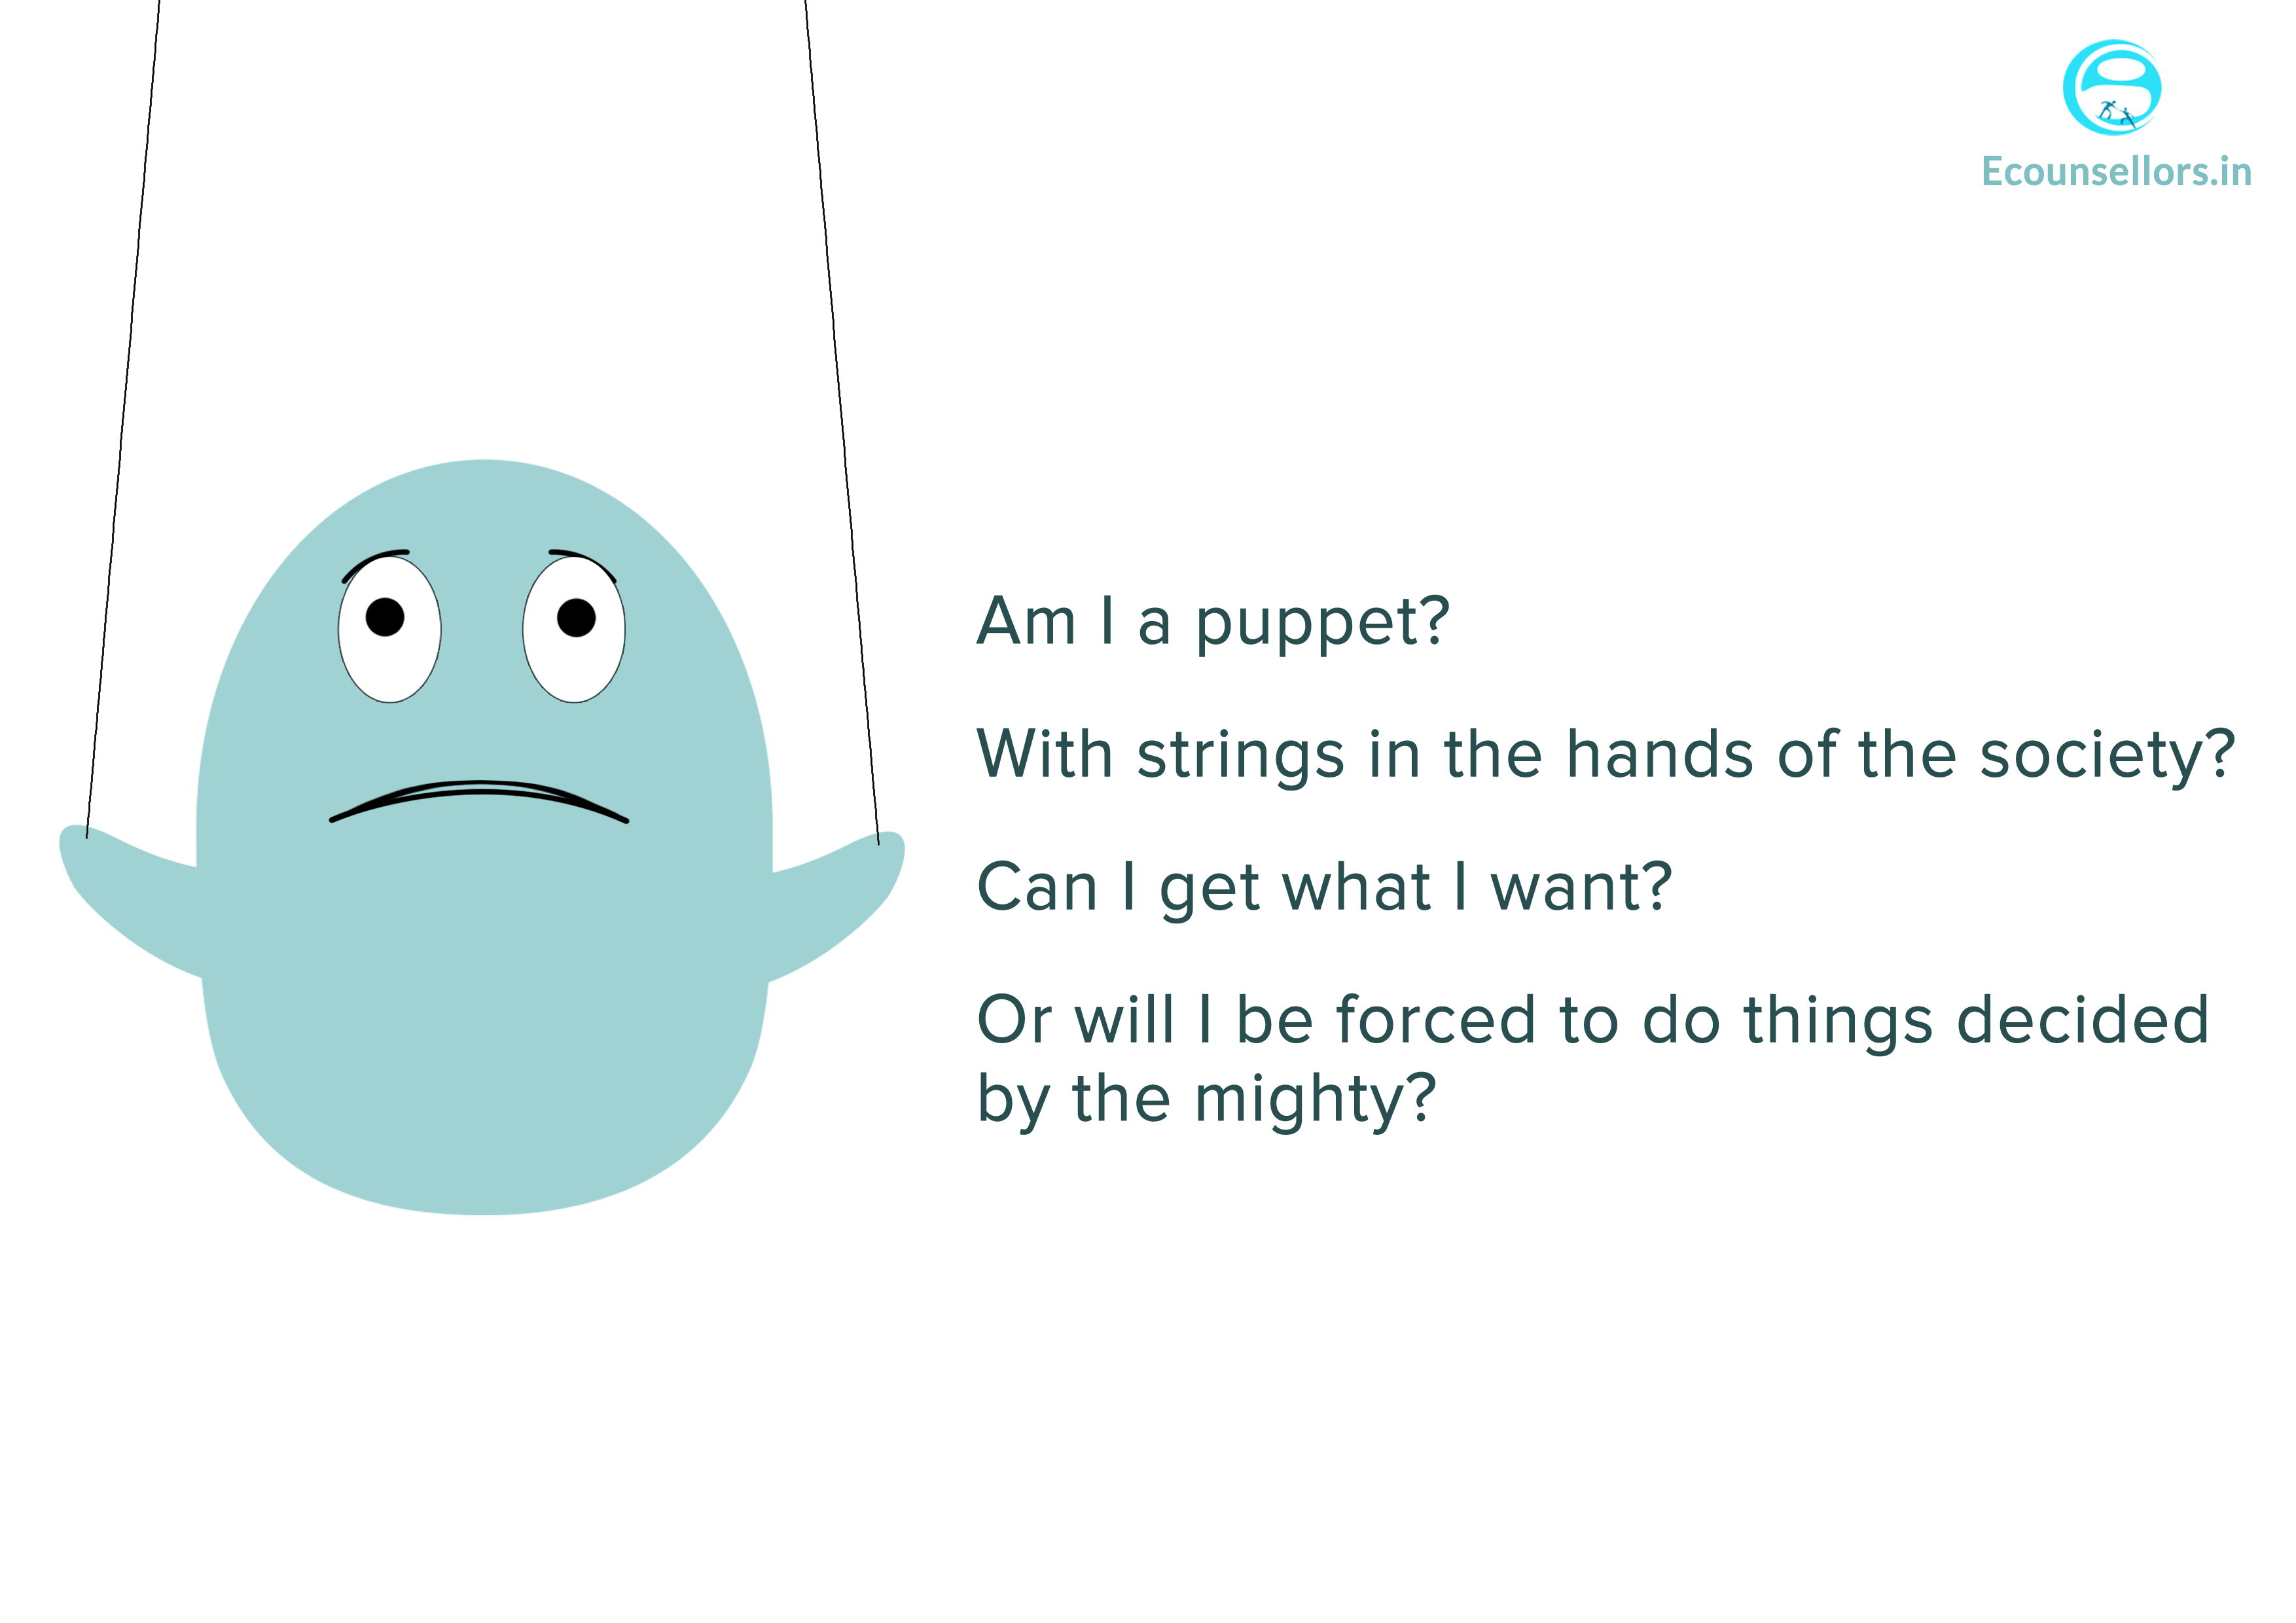 Ecounsellors.in
Am I a puppet?
With strings in the hands of the society?
Can I get what I want?
Or will I be forced to do things decided
by the mighty?